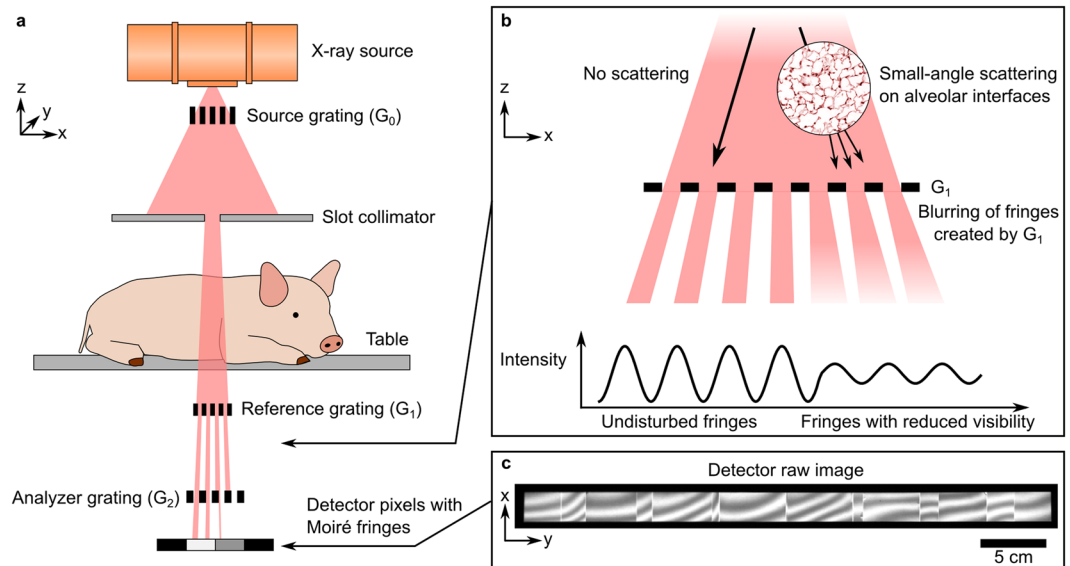 a
X-ray source
z
y
x
Source grating (G0)
Slot collimator
Table
Reference grating (G1)
Analyzer grating (G2)
Detector pixels with
Moiré fringes
b
No scattering
Small-angle scattering
on alveolar interfaces
z
x
G1
Blurring of fringes
created by G1
Intensity
Undisturbed fringes
Fringes with reduced visibility
c
Detector raw image
x
y
5 cm